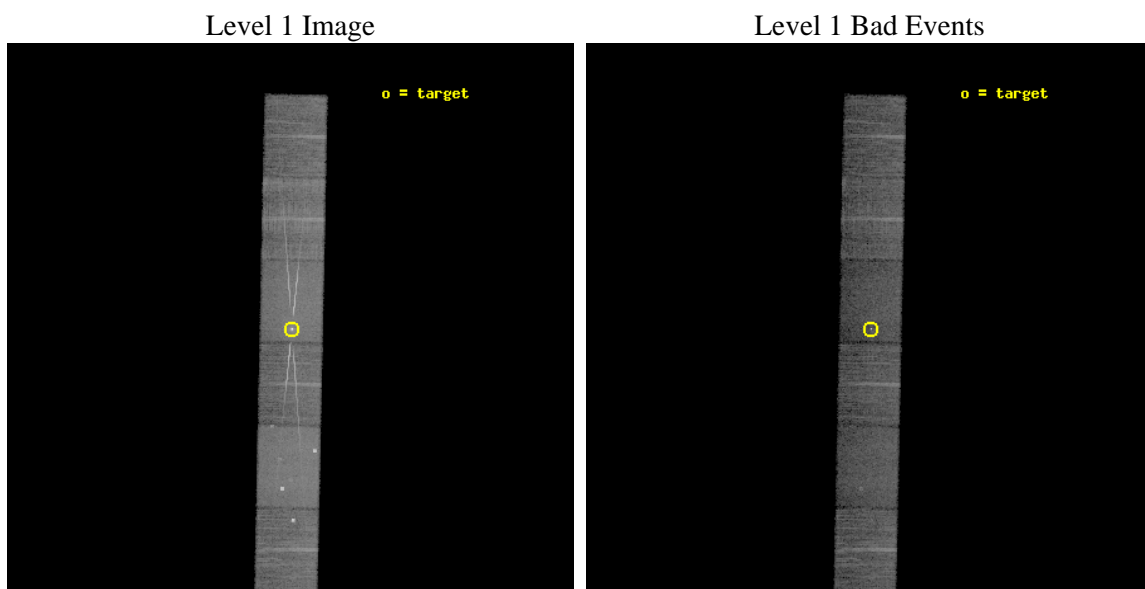 Level 1 Image
Level 1 Bad Events
o = target
o = target